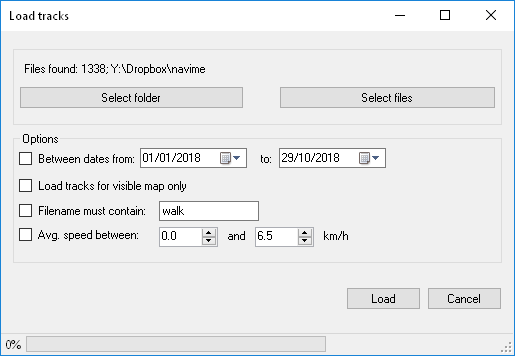 Load tracks
Files found: 1338; Y:\Dropbox\navime
Select folder Select files
Options
Between dates from: 01/01/2018 to: 29/10/2018
Load tracks for visible map only
Filename must contain: walk
Avg. speed between: 0.0 and 6.5 km/h
Load Cancel
0%